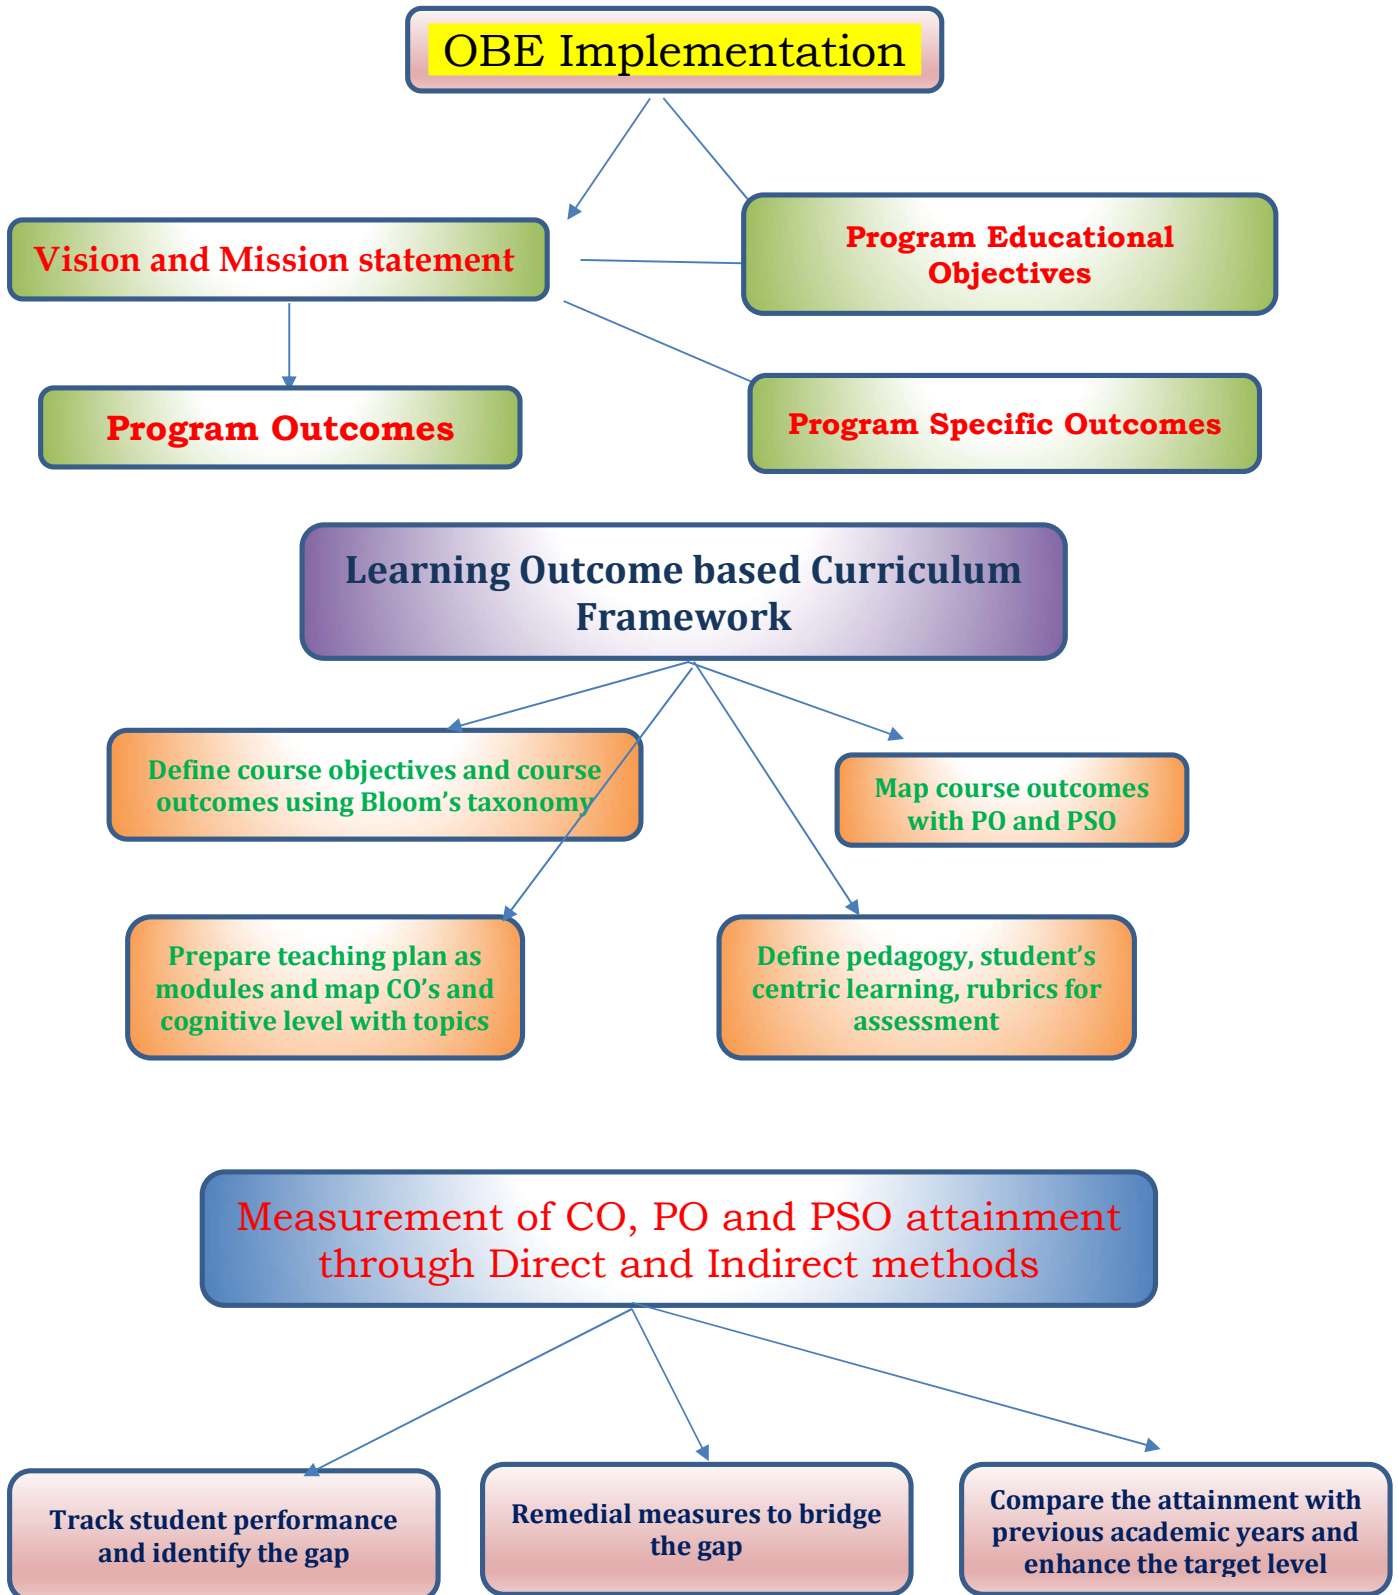 OBE Implementation
Vision and Mission statement
Program Educational
Objectives
Program Outcomes
Program Specific Outcomes
Learning Outcome based Curriculum
Framework
Define course objectives and course
outcomes using Bloom's taxonomy
Map course outcomes
with PO and PSO
Prepare teaching plan as
modules and map CO's and
cognitive level with topics
Define pedagogy, student's
centric learning, rubrics for
assessment
Measurement of CO, PO and PSO attainment
through Direct and Indirect methods
Track student performance
and identify the gap
Remedial measures to bridge
the gap
Compare the attainment with
previous academic years and
enhance the target level